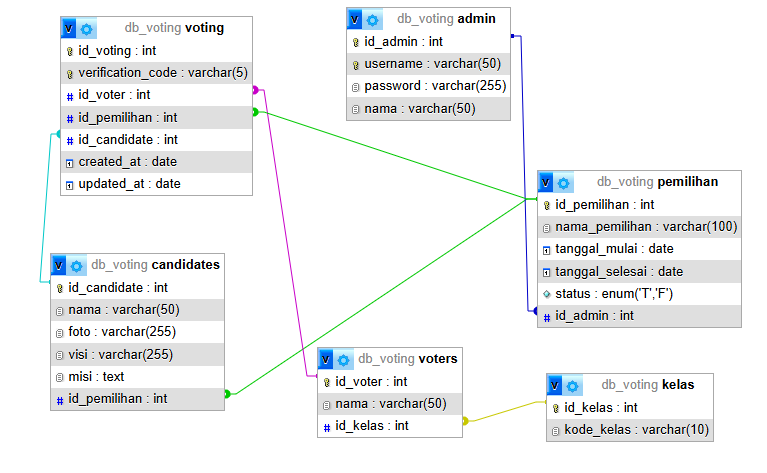 db_voting voting
id_voting : int
verification_code : varchar(5)
id_voter : int
id_pemilihan : int
id_candidate : int
created_at : date
updated_at : date
db_voting admin
id_admin : int
username : varchar(50)
password : varchar(255)
nama : varchar(50)
db_voting pemilihan
id_pemilihan : int
nama_pemilihan : varchar(100)
tanggal_mulai : date
tanggal_selesai : date
status : enum('T','F')
id_admin : int
db_voting candidates
id_candidate : int
nama : varchar(50)
foto : varchar(255)
visi : varchar(255)
misi : text
id_pemilihan : int
db_voting voters
id_voter : int
nama : varchar(50)
id_kelas : int
db_voting kelas
id_kelas : int
kode_kelas : varchar(10)